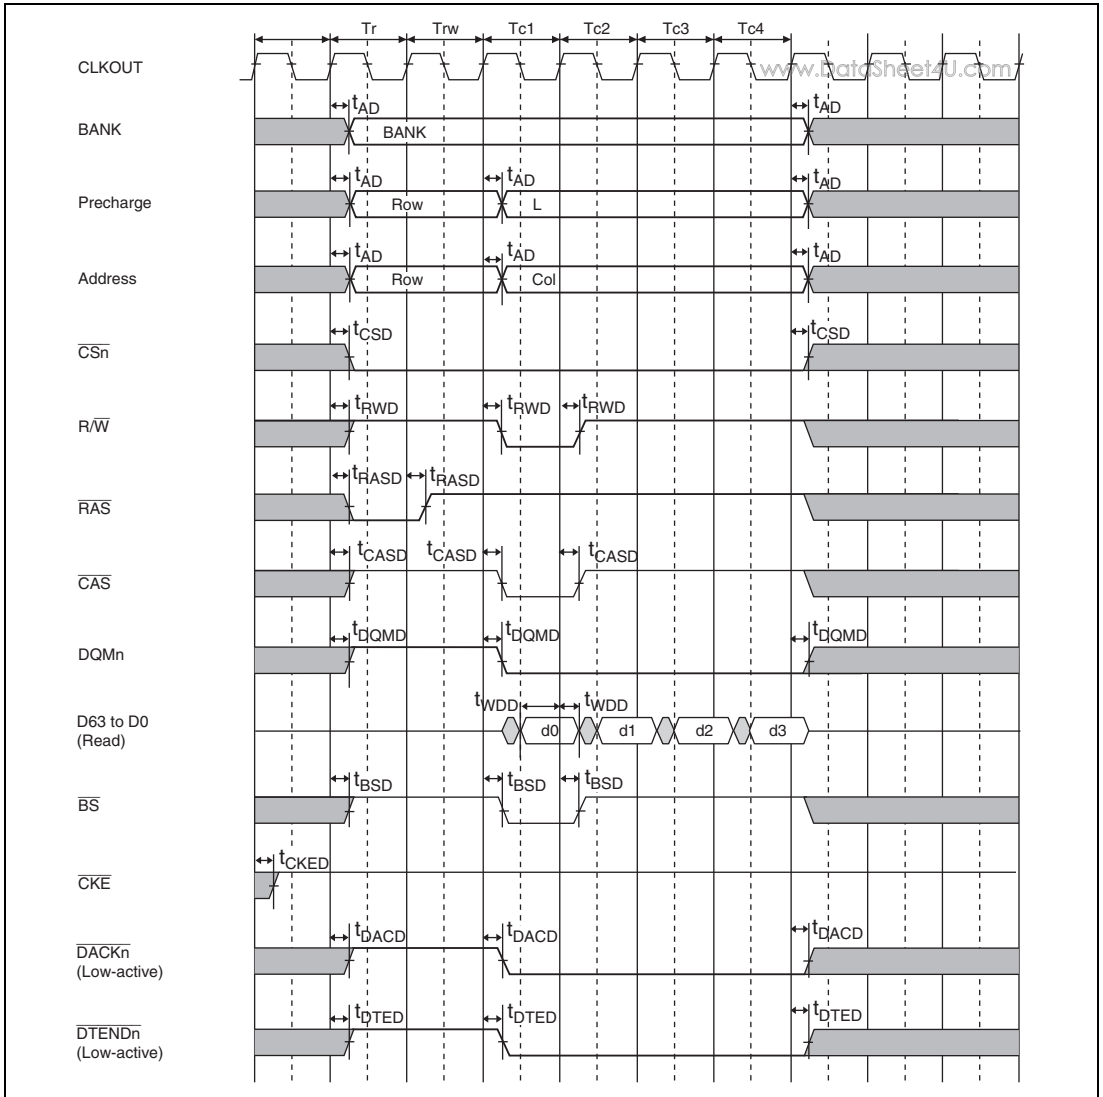 Tr Trw Tc1 Tc2 Tc3 Tc4
CLKOUT
www.DataSheet4U.com
tAD tAD
BANK BANK
tAD tAD tAD
Precharge Row L
tAD tAD tAD
Address Row Col
tCSD tCSD
CSn
tRWD tRWD tRWD
R/W
tRASD tRASD
RAS
tCASD tCASD tCASD
CAS
tDQMD tDQMD tDQMD
DQMn
tWDD tWDD
D63 to D0 d0 d1 d2 d3
(Read)
tBSD tBSD tBSD
BS
tCKED
CKE
tDACD tDACD tDACD
DACKn
(Low-active)
tDTED tDTED tDTED
DTENDn
(Low-active)